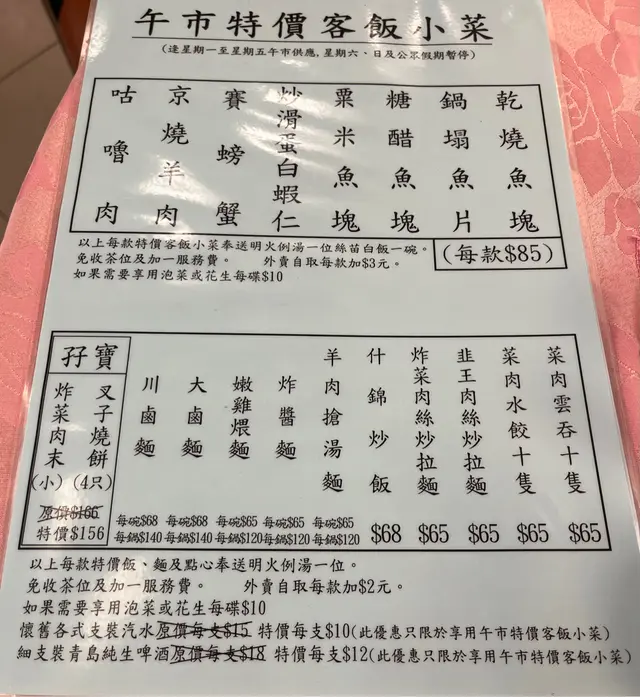 午市特價客飯小菜
(逢星期一至星期五午市供應,星期六、日及公眾假期暫停)
乾燒魚塊
鍋塌魚片
糖醋魚塊
粟米魚塊
炒滑蛋白蝦仁
賽螃蟹
京燒羊肉
咕嚕肉
(每款$85)
以上每款特價客飯小菜奉送明火例湯一位絲苗白飯一碗。
免收茶位及加一服務費。 外賣自取每款加$3元。
如果需要享用泡菜或花生每碟$10
菜肉雲吞十隻
$65
菜肉水餃十隻
$65
韭王肉絲炒拉麵
$65
炸菜肉絲炒拉麵
$65
什錦炒飯
$68
羊肉搶湯麵
每碗$65
每鍋$120
炸醬麵
每碗$65
每鍋$120
嫩雞煨麵
每碗$65
每鍋$120
大鹵麵
每碗$68
每鍋$140
川鹵麵
每碗$68
每鍋$140
孖寶
叉子燒餅(4只)
炸菜肉末(小)
原價$166
特價$156
以上每款特價飯、麵及點心奉送明火例湯一位。
免收茶位及加一服務費。 外賣自取每款加$2元。
如果需要享用泡菜或花生每碟$10
懷舊各式支裝汽水原價每支$15 特價每支$10(此優惠只限於享用午市特價客飯小菜)
細支裝青島純生啤酒原價每支$18 特價每支$12(此優惠只限於享用午市特價客飯小菜)